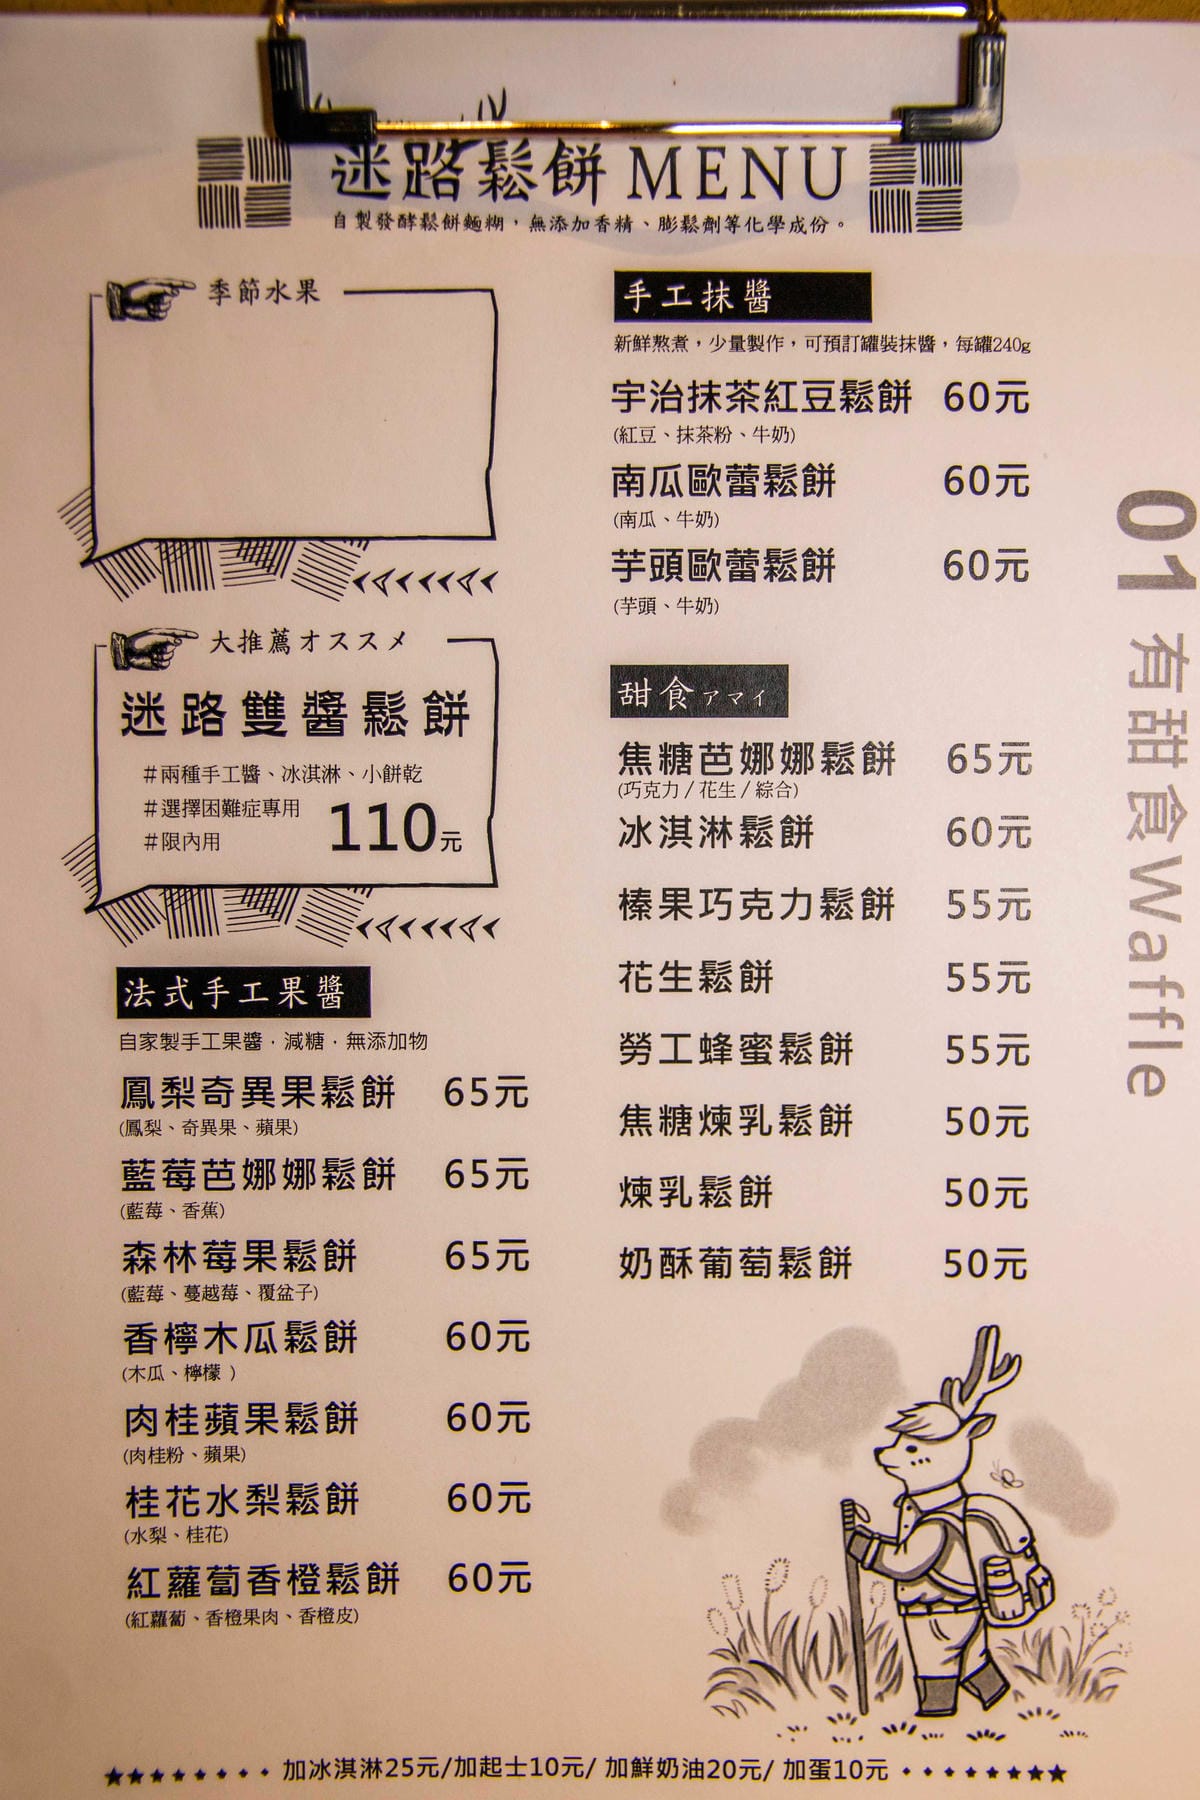 迷路鬆餅 MENU
自製發酵鬆餅麵糊，無添加香精、膨鬆劑等化學成份。
季節水果
大推薦オススメ
迷路雙醬鬆餅
#兩種手工醬、冰淇淋、小餅乾
#選擇困難症專用
#限內用
110元
法式手工果醬
自家製手工果醬．減糖．無添加物
鳳梨奇異果鬆餅 65元
(鳳梨、奇異果、蘋果)
藍莓芭娜娜鬆餅 65元
(藍莓、香蕉)
森林莓果鬆餅 65元
(藍莓、蔓越莓、覆盆子)
香檸木瓜鬆餅 60元
(木瓜、檸檬 )
肉桂蘋果鬆餅 60元
(肉桂粉、蘋果)
桂花水梨鬆餅 60元
(水梨、桂花)
紅蘿蔔香橙鬆餅 60元
(紅蘿蔔、香橙果肉、香橙皮)
手工抹醬
新鮮熬煮，少量製作，可預訂罐裝抹醬，每罐240g
宇治抹茶紅豆鬆餅 60元
(紅豆、抹茶粉、牛奶)
南瓜歐蕾鬆餅 60元
(南瓜、牛奶)
芋頭歐蕾鬆餅 60元
(芋頭、牛奶)
甜食アマイ
焦糖芭娜娜鬆餅 65元
(巧克力/花生/綜合)
冰淇淋鬆餅 60元
榛果巧克力鬆餅 55元
花生鬆餅 55元
勞工蜂蜜鬆餅 55元
焦糖煉乳鬆餅 50元
煉乳鬆餅 50元
奶酥葡萄鬆餅 50元
01 有甜食Waffle
加冰淇淋25元/加起士10元/ 加鮮奶油20元/ 加蛋10元